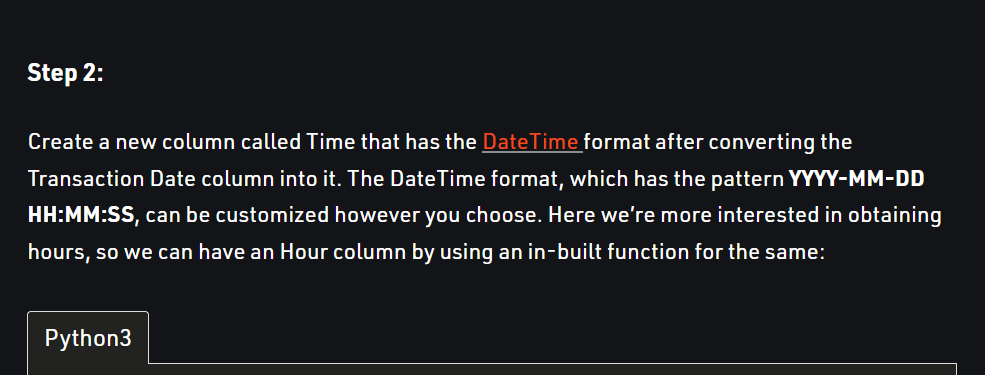 Step 2:
Create a new column called Time that has the DateTime format after converting the
Transaction Date column into it. The DateTime format, which has the pattern YYYY-MM-DD
HH:MM:SS, can be customized however you choose. Here we’re more interested in obtaining
hours, so we can have an Hour column by using an in-built function for the same:
Python3